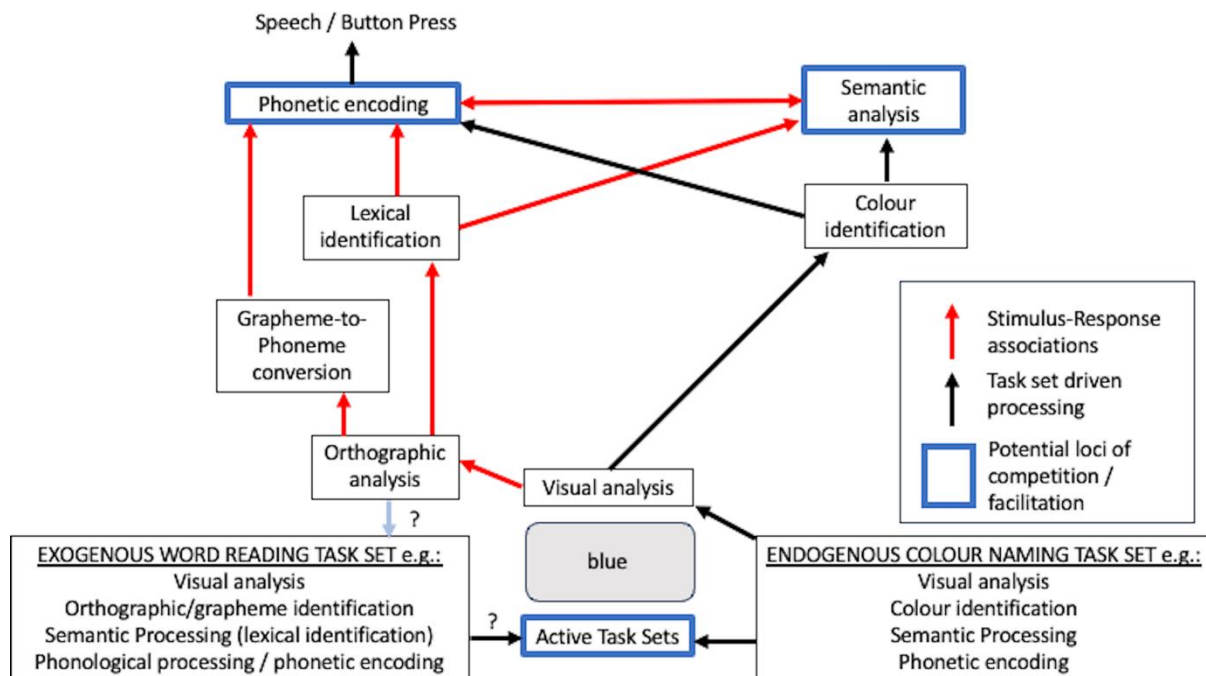 Speech / Button Press
Phonetic encoding
Semantic
analysis
Lexical
identification
Colour
identification
Grapheme-to-
Phoneme
conversion
Stimulus-Response
associations
Task set driven
processing
Potential loci of
competition /
facilitation
Orthographic
analysis
Visual analysis
?
EXOGENOUS WORD READING TASK SET e.g.:
Visual analysis
Orthographic/grapheme identification
Semantic Processing (lexical identification)
Phonological processing / phonetic encoding
blue
?
Active Task Sets
ENDOGENOUS COLOUR NAMING TASK SET e.g.:
Visual analysis
Colour identification
Semantic Processing
Phonetic encoding